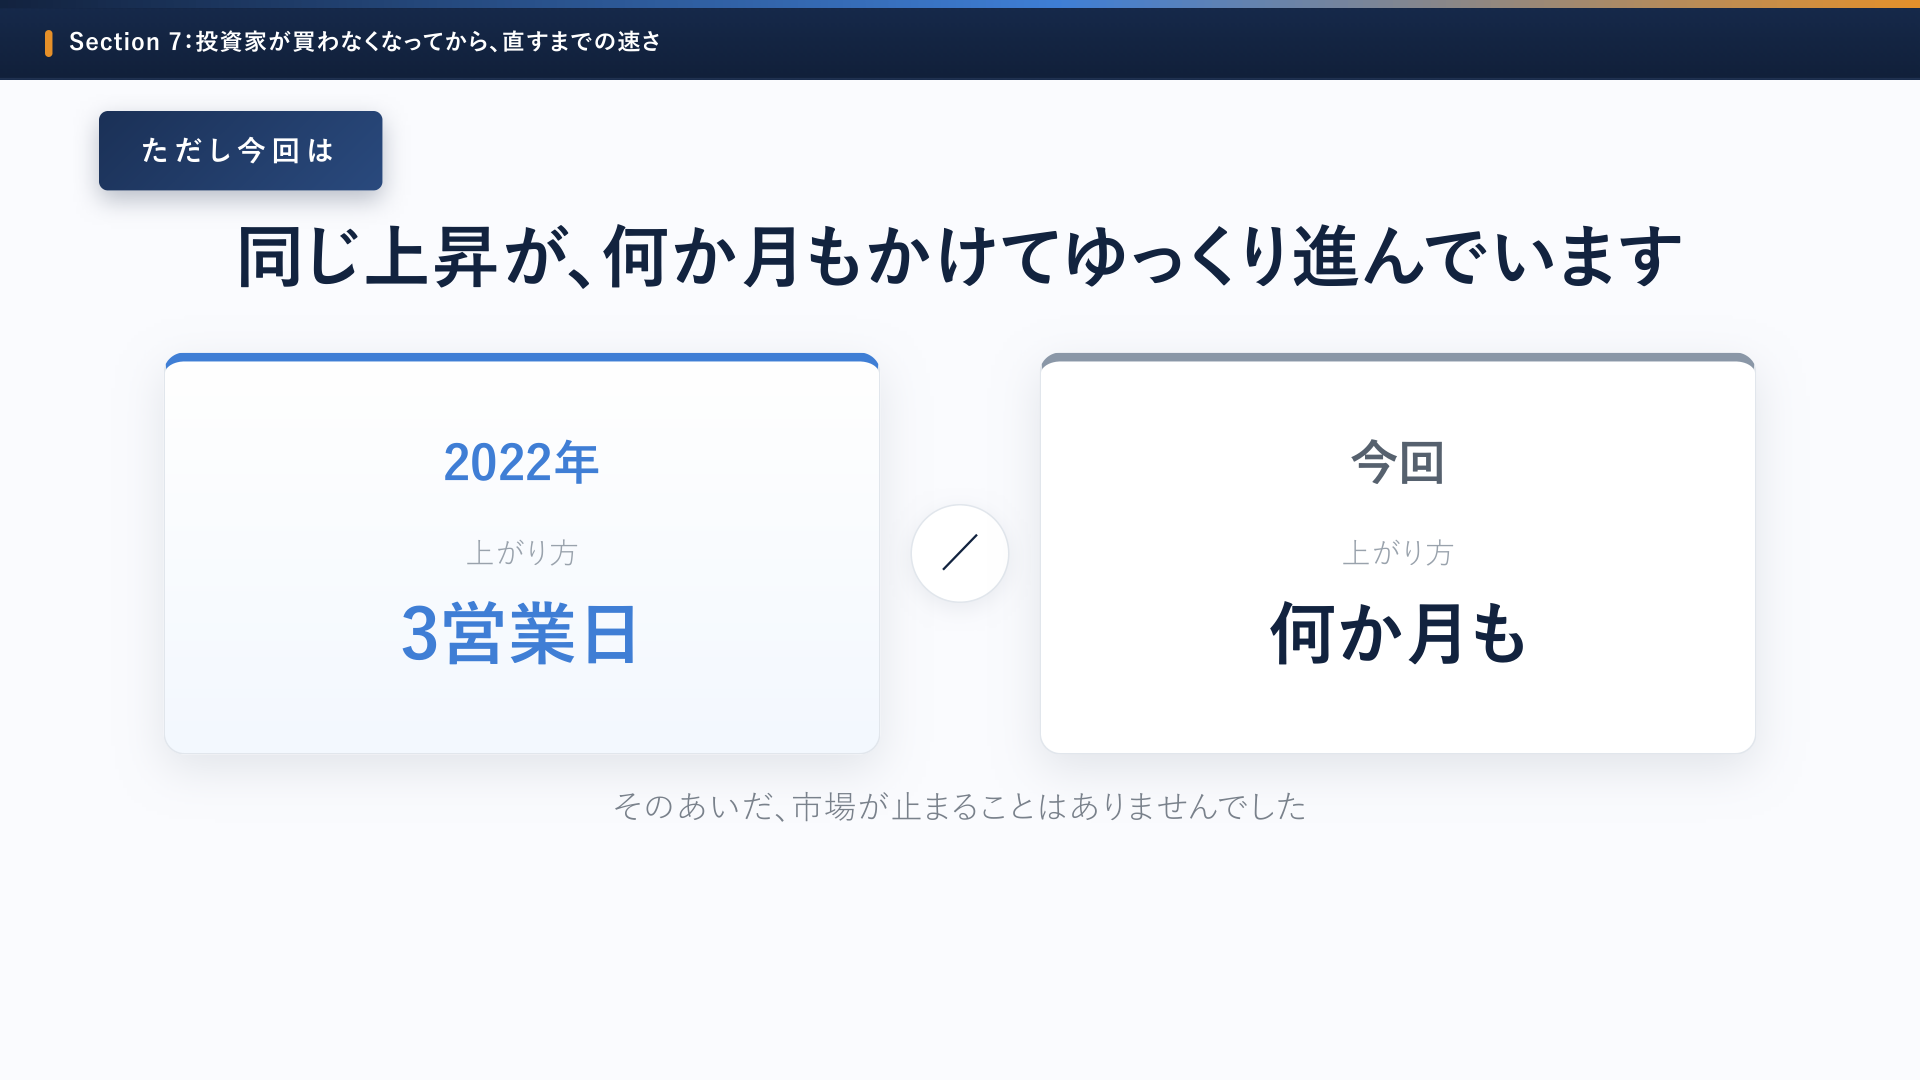 Section 7：投資家が買わなくなってから、直すまでの速さ
ただし今回は
同じ上昇が、何か月もかけてゆっくり進んでいます
2022年
上がり方
3営業日
／
今回
上がり方
何か月も
そのあいだ、市場が止まることはありませんでした